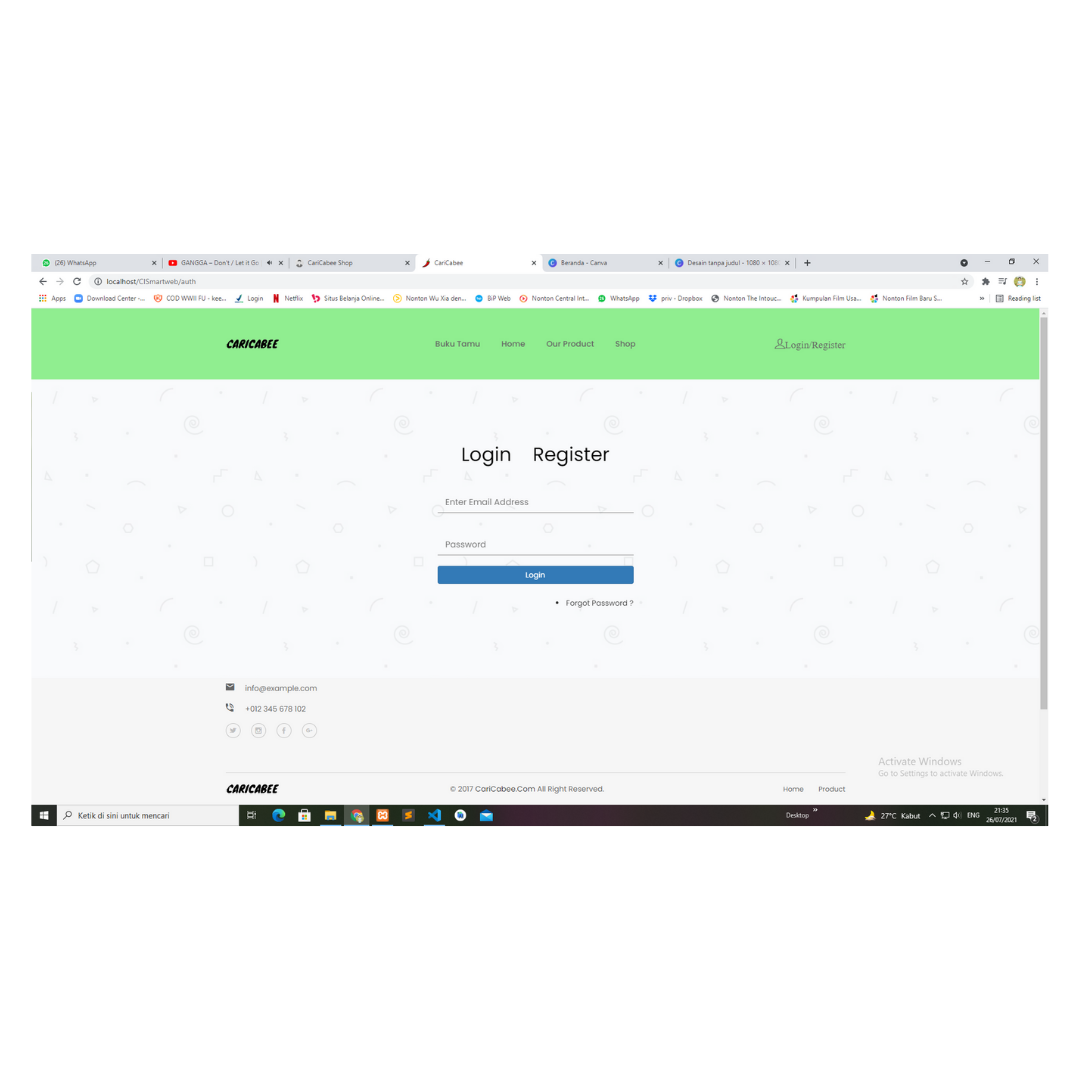 (26) WhatsApp
GANGGA – Don't / Let it Go
CariCabee Shop
CariCabee
Beranda - Canva
Desain tanpa judul - 1080 × 108
localhost/CISmartweb/auth
Apps
Download Center -...
COD WWII FU - kee...
Login
Netflix
Situs Belanja Online...
Nonton Wu Xia den...
BiP Web
Nonton Central Int...
WhatsApp
priv - Dropbox
Nonton The Intouc...
Kumpulan Film Usa...
Nonton Film Baru S...
»
Reading list
CARICABEE
Buku Tamu Home Our Product Shop
Login/Register
Login Register
Enter Email Address
Password
Login
• Forgot Password ?
info@example.com
+012 345 678 102
Activate Windows
Go to Settings to activate Windows.
CARICABEE
© 2017 CariCabee.Com All Right Reserved.
Home Product
Ketik di sini untuk mencari
Desktop »
27°C Kabut
ENG
21:35
26/07/2021
2